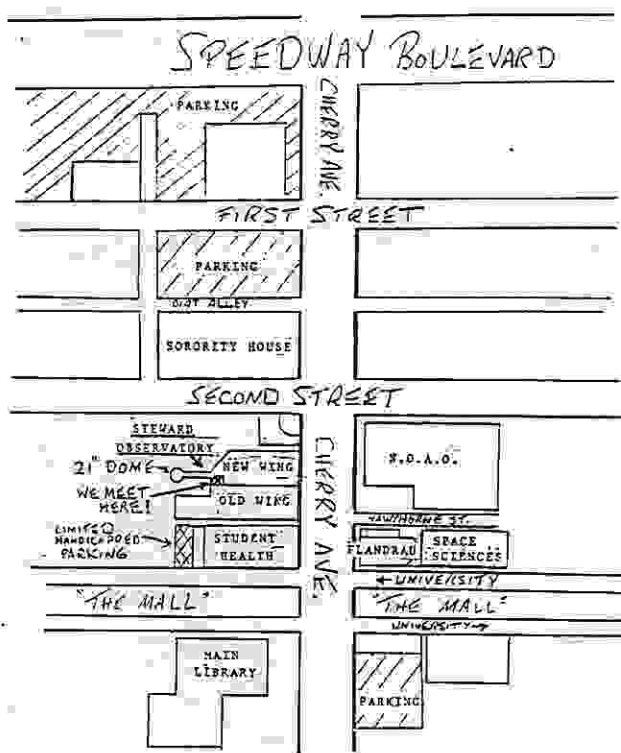 SPEEDWAY BOULEVARD
PARKING
CHERRY AVE.
FIRST STREET
PARKING
DIRT ALLEY
SORORITY HOUSE
SECOND STREET
STEWARD
OBSERVATORY
21" DOME
NEW WING
WE MEET
HERE!
OLD WING
CHERRY AVE.
N.O.A.O.
HAWTHORNE ST.
LIMITED
HANDICAPPED
PARKING
STUDENT
HEALTH
FLANDRAU
SPACE
SCIENCES
←UNIVERSITY
"THE MALL"
"THE MALL"
UNIVERSITY→
MAIN
LIBRARY
PARKING